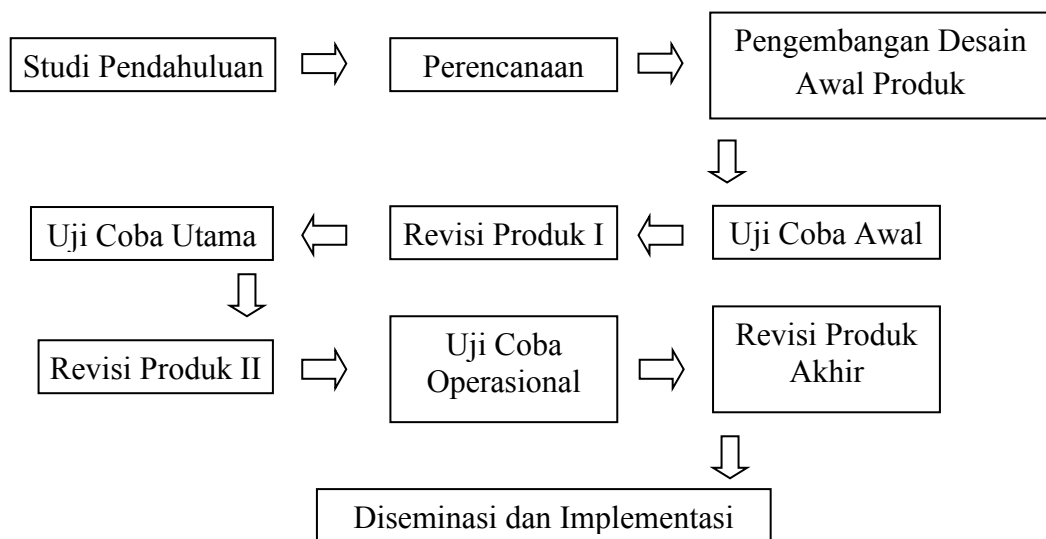 Studi Pendahuluan
Perencanaan
Pengembangan Desain
Awal Produk
Uji Coba Awal
Revisi Produk I
Uji Coba Utama
Revisi Produk II
Uji Coba
Operasional
Revisi Produk
Akhir
Diseminasi dan Implementasi